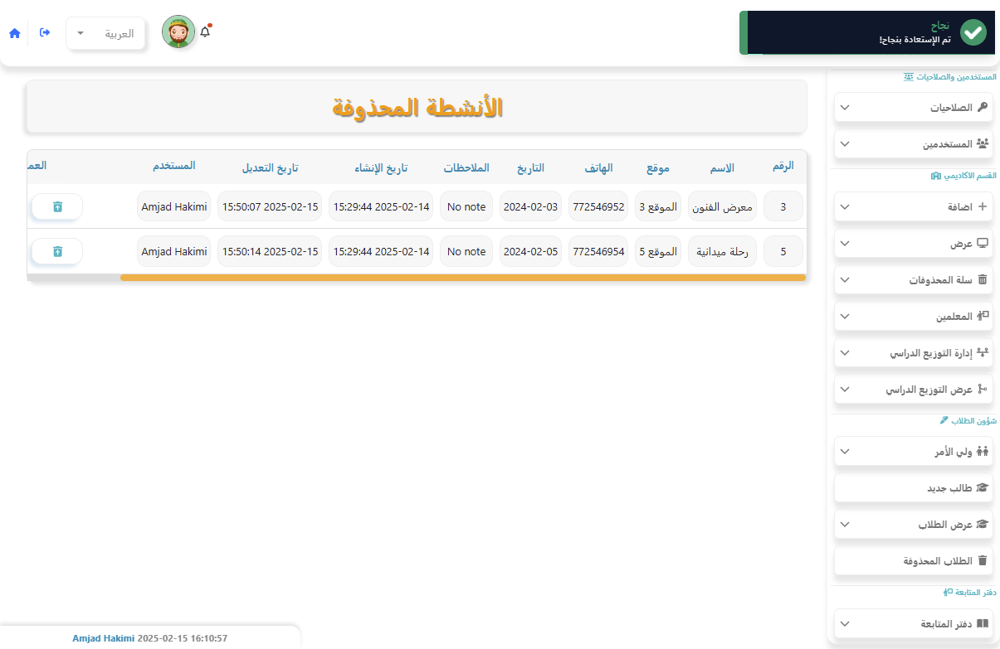 نجاح
تم الإستعادة بنجاح!
العربية
المستخدمين والصلاحيات
الصلاحيات
المستخدمين
القسم الاكاديمي
اضافة
عرض
سلة المحذوفات
المعلمين
إدارة التوزيع الدراسي
عرض التوزيع الدراسي
شؤون الطلاب
ولي الأمر
طالب جديد
عرض الطلاب
الطلاب المحذوفة
دفتر المتابعة
دفتر المتابعة
الأنشطة المحذوفة
الرقم الاسم موقع الهاتف التاريخ الملاحظات تاريخ الإنشاء تاريخ التعديل المستخدم العم
3 معرض الفنون الموقع 3 772546952 2024-02-03 No note 2025-02-14 15:29:44 2025-02-15 15:50:07 Amjad Hakimi
5 رحلة ميدانية الموقع 5 772546954 2024-02-05 No note 2025-02-14 15:29:44 2025-02-15 15:50:14 Amjad Hakimi
Amjad Hakimi 2025-02-15 16:10:57